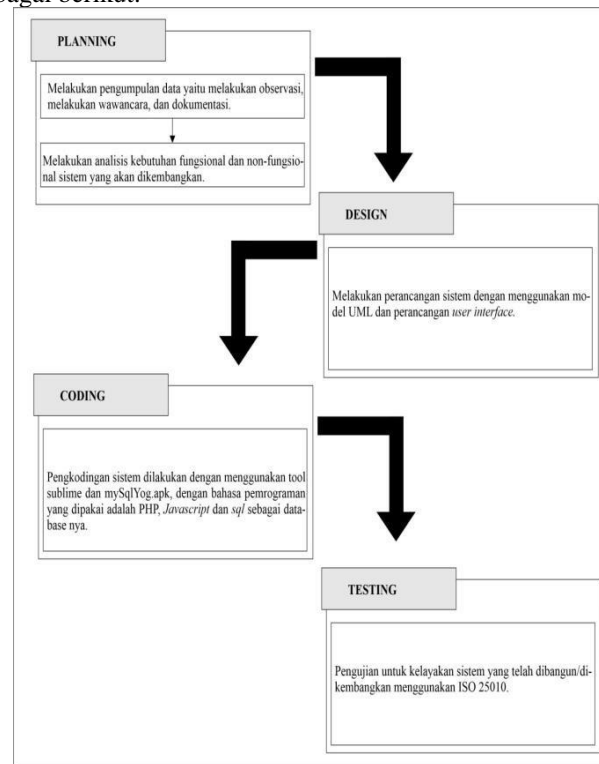 bagai berikut:
PLANNING
Melakukan pengumpulan data yaitu melakukan observasi,
melakukan wawancara, dan dokumentasi.
Melakukan analisis kebutuhan fungsional dan non-fungsio-
nal sistem yang akan dikembangkan.
DESIGN
Melakukan perancangan sistem dengan menggunakan mo-
del UML dan perancangan user interface.
CODING
Pengkodingan sistem dilakukan dengan menggunakan tool
sublime dan mySqlYog.apk, dengan bahasa pemrograman
yang dipakai adalah PHP, Javascript dan sql sebagai data-
base nya.
TESTING
Pengujian untuk kelayakan sistem yang telah dibangun/di-
kembangkan menggunakan ISO 25010.